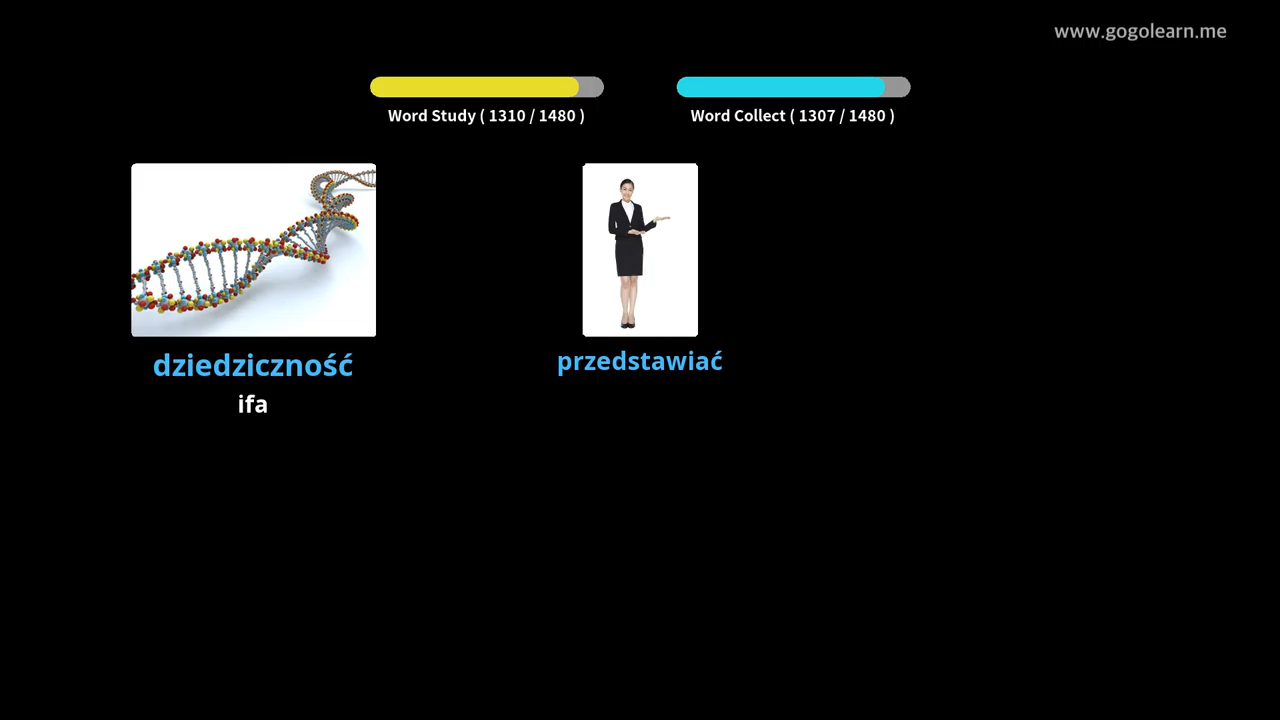 www.gogolearn.me
Word Study ( 1310 / 1480 )
Word Collect ( 1307 / 1480 )
dziedziczność
przedstawiać
ifa